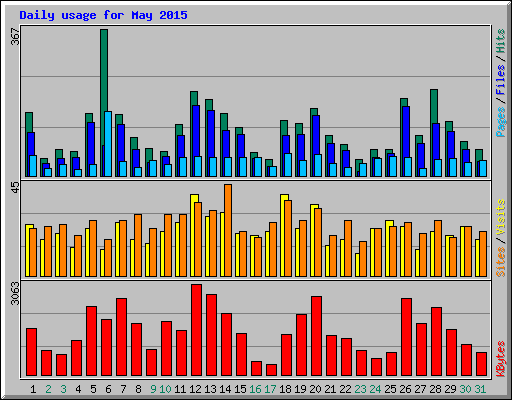 Daily usage for May 2015
367
Pages / Files / Hits
45
Sites / Visits
3063
KBytes
1 2 3 4 5 6 7 8 9 10 11 12 13 14 15 16 17 18 19 20 21 22 23 24 25 26 27 28 29 30 31